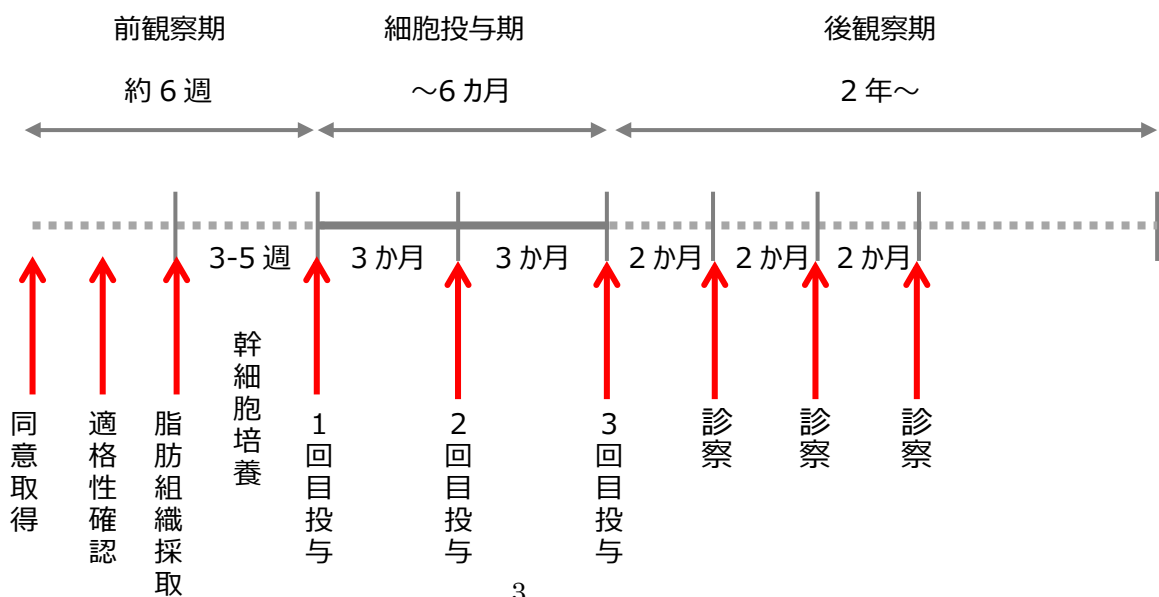 前観察期
細胞投与期
後観察期
約 6 週
～6 カ月
2 年～
3-5 週
3 か月
3 か月
2 か月
2 か月
2 か月
同意取得
適格性確認
脂肪組織採取
幹細胞培養
1回目投与
2回目投与
3回目投与
診察
診察
診察
3